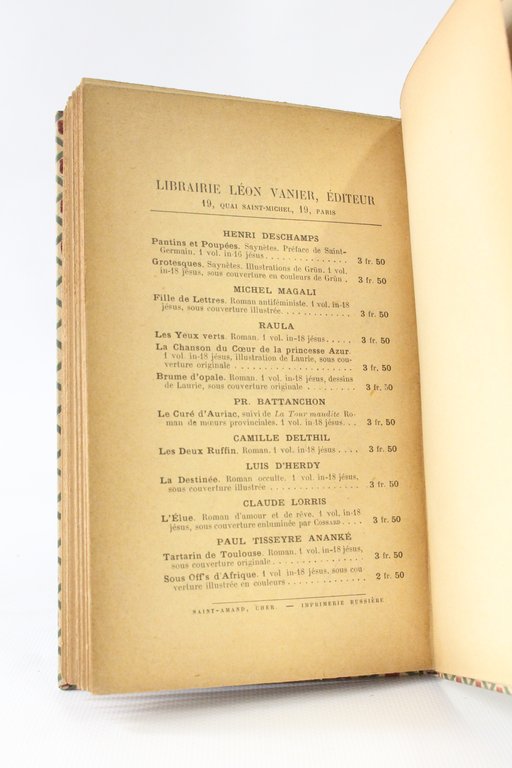 LIBRAIRIE LÉON VANIER, ÉDITEUR
19, QUAI SAINT-MICHEL, 19, PARIS
HENRI DESCHAMPS
Pantins et Poupées. Saynètes. Préface de Saint-
Germain. 1 vol. in-16 jésus. . . . . . . . . . . . . . 3 fr. 50
Grotesques. Saynètes. Illustrations de Grün. 1 vol.
in-18 jésus, sous couverture en couleurs de Grün . 3 fr. 50
MICHEL MAGALI
Fille de Lettres. Roman antiféministe. 1 vol. in-18
jésus, sous couverture illustrée. . . . . . . . . . . 3 fr. 50
RAULA
Les Yeux verts. Roman. 1 vol. in-18 jésus . . . . . 3 fr. 50
La Chanson du Cœur de la princesse Azur.
1 vol. in-18 jésus, illustration de Laurie, sous cou-
verture originale . . . . . . . . . . . . . . . . . . 3 fr. 50
Brume d'opale. Roman. 1 vol. in-18 jésus, dessins
de Laurie, sous couverture originale . . . . . . . . 3 fr. 50
PR. BATTANCHON
Le Curé d'Auriac, suivi de La Tour maudite. Ro-
man de mœurs provinciales. 1 vol. in-18 jésus. . . 3 fr. 50
CAMILLE DELTHIL
Les Deux Ruffin. Roman. 1 vol. in-18 jésus . . . . 3 fr. 50
LUIS D'HERDY
La Destinée. Roman occulte. 1 vol. in-18 jésus,
sous couverture illustrée . . . . . . . . . . . . . . 3 fr. 50
CLAUDE LORRIS
L'Élue. Roman d'amour et de rêve. 1 vol. in-18
jésus, sous couverture enluminée par COSSARD . . . . 3 fr. 50
PAUL TISSEYRE ANANKÉ
Tartarin de Toulouse. Roman. 1 vol. in-18 jésus,
sous couverture originale . . . . . . . . . . . . . . 3 fr. 50
Sous Off's d'Afrique. 1 vol. in-18 jésus, sous cou-
verture illustrée en couleurs . . . . . . . . . . . . 2 fr. 50
SAINT-AMAND, CHER. — IMPRIMERIE BUSSIÈRE